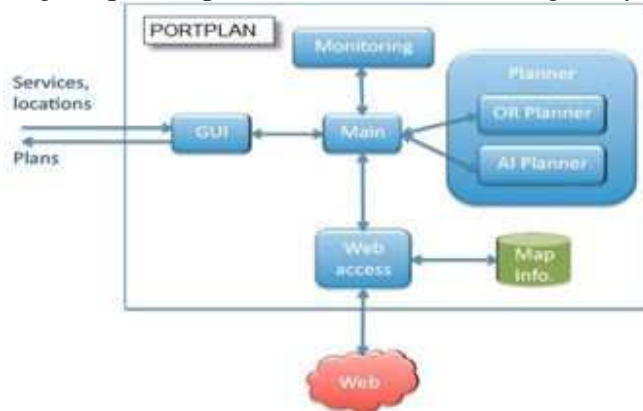 PORTPLAN
Monitoring
Planner
OR Planner
AI Planner
Services,
locations
GUI
Main
Plans
Web
access
Map
Info.
Web